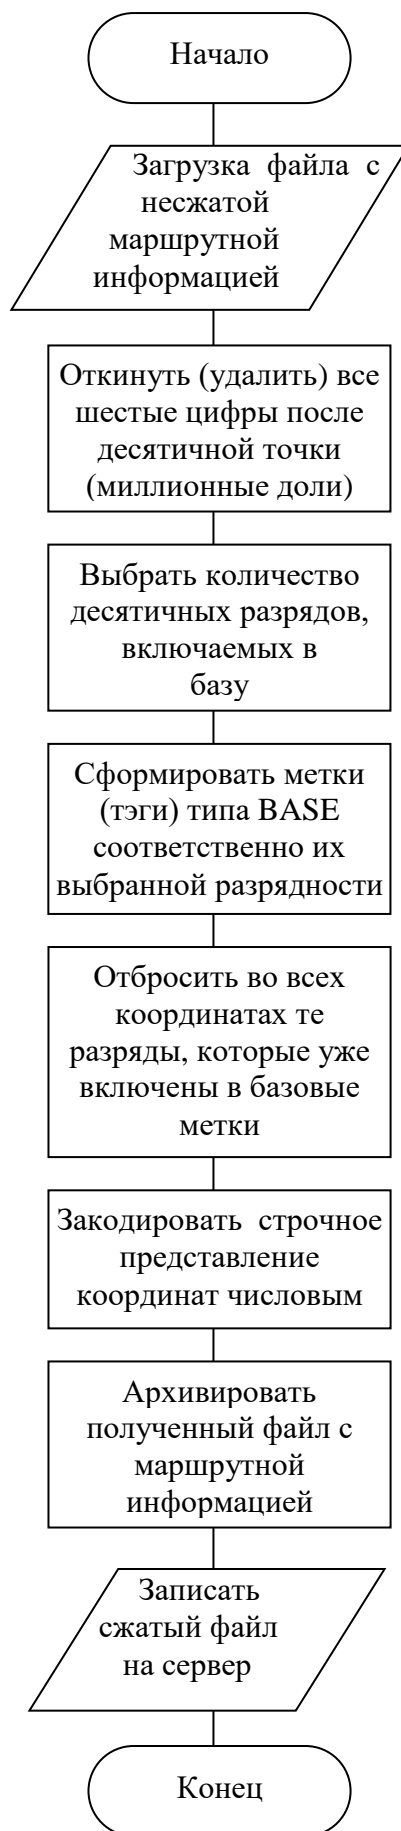 Начало
Загрузка файла с
несжатой
маршрутной
информацией
Откинуть (удалить) все
шестые цифры после
десятичной точки
(миллионные доли)
Выбрать количество
десятичных разрядов,
включаемых в
базу
Сформировать метки
(тэги) типа BASE
соответственно их
выбранной разрядности
Отбросить во всех
координатах те
разряды, которые уже
включены в базовые
метки
Закодировать строчное
представление
координат числовым
Архивировать
полученный файл с
маршрутной
информацией
Записать
сжатый файл
на сервер
Конец